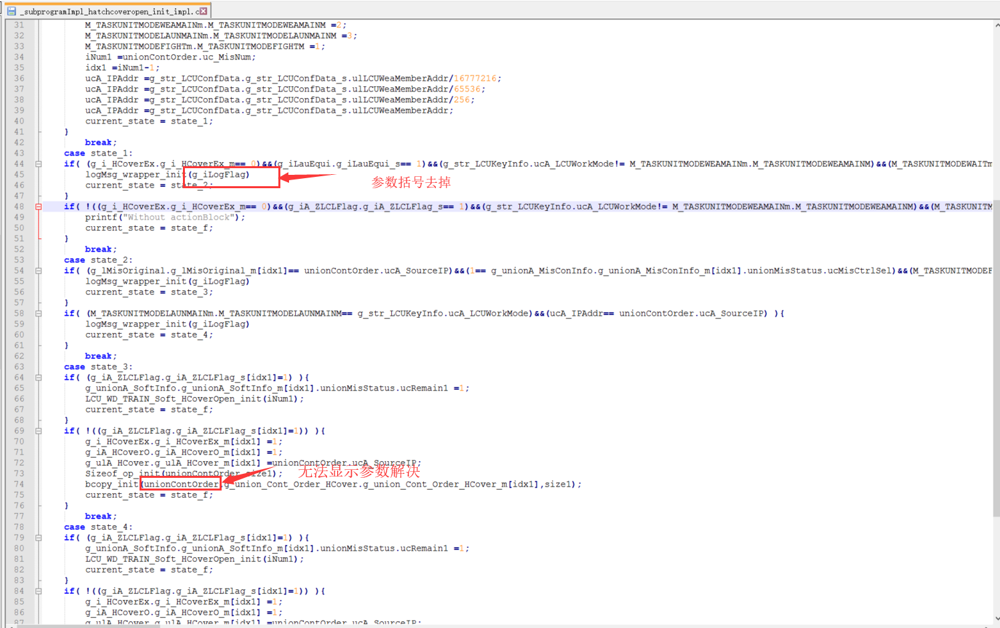 _subprogramImpl_hatchcoveropen_init_impl.c
31 M_TASKUNITMODEWEAMAINm.M_TASKUNITMODEWEAMAINM =2;
32 M_TASKUNITMODELAUNMAINm.M_TASKUNITMODELAUNMAINM =3;
33 M_TASKUNITMODEFIGHTm.M_TASKUNITMODEFIGHTM =1;
34 iNum1 =unionContOrder.uc_MisNum;
35 idx1 =iNum1-1;
36 ucA_IPAddr =g_str_LCUConfData.g_str_LCUConfData_s.ulLCUWeaMemberAddr/16777216;
37 ucA_IPAddr =g_str_LCUConfData.g_str_LCUConfData_s.ulLCUWeaMemberAddr/65536;
38 ucA_IPAddr =g_str_LCUConfData.g_str_LCUConfData_s.ulLCUWeaMemberAddr/256;
39 ucA_IPAddr =g_str_LCUConfData.g_str_LCUConfData_s.ulLCUWeaMemberAddr;
40 current_state = state_1;
41 }
42 break;
43 case state_1:
44 if( (g_i_HCoverEx.g_i_HCoverEx_m== 0)&&(g_iLauEqui.g_iLauEqui_s== 1)&&(g_str_LCUKeyInfo.ucA_LCUWorkMode!= M_TASKUNITMODEWEAMAINm.M_TASKUNITMODEWEAMAINM)&&(M_TASKUNITMODEWAITm
45 logMsg_wrapper_init(g_iLogFlag)
46 current_state = state_2;
参数括号去掉
47 }
48 if( !((g_i_HCoverEx.g_i_HCoverEx_m== 0)&&(g_iA_ZLCLFlag.g_iA_ZLCLFlag_s== 1)&&(g_str_LCUKeyInfo.ucA_LCUWorkMode!= M_TASKUNITMODEWEAMAINm.M_TASKUNITMODEWEAMAINM)&&(M_TASKUNITM
49 printf("Without actionBlock");
50 current_state = state_f;
51 }
52 break;
53 case state_2:
54 if( (g_lMisOriginal.g_lMisOriginal_m[idx1]== unionContOrder.ucA_SourceIP)&&(1== g_unionA_MisConInfo.g_unionA_MisConInfo_m[idx1].unionMisStatus.ucMisCtrlSel)&&(M_TASKUNITMODEF
55 logMsg_wrapper_init(g_iLogFlag)
56 current_state = state_3;
57 }
58 if( (M_TASKUNITMODELAUNMAINm.M_TASKUNITMODELAUNMAINM== g_str_LCUKeyInfo.ucA_LCUWorkMode)&&(ucA_IPAddr== unionContOrder.ucA_SourceIP) ){
59 logMsg_wrapper_init(g_iLogFlag)
60 current_state = state_4;
61 }
62 break;
63 case state_3:
64 if( (g_iA_ZLCLFlag.g_iA_ZLCLFlag_s[idx1]=1) ){
65 g_unionA_SoftInfo.g_unionA_SoftInfo_m[idx1].unionMisStatus.ucRemain1 =1;
66 LCU_WD_TRAIN_Soft_HCoverOpen_init(iNum1);
67 current_state = state_f;
68 }
69 if( !((g_iA_ZLCLFlag.g_iA_ZLCLFlag_s[idx1]=1)) ){
70 g_i_HCoverEx.g_i_HCoverEx_m[idx1] =1;
71 g_iA_HCoverO.g_iA_HCoverO_m[idx1] =1;
72 g_ulA_HCover.g_ulA_HCover_m[idx1] =unionContOrder.ucA_SourceIP;
73 Sizeof_op_init(unionContOrder,size1);
无法显示参数解决
74 bcopy_init(unionContOrder,g_union_Cont_Order_HCover.g_union_Cont_Order_HCover_m[idx1],size1);
75 current_state = state_f;
76 }
77 break;
78 case state_4:
79 if( (g_iA_ZLCLFlag.g_iA_ZLCLFlag_s[idx1]=1) ){
80 g_unionA_SoftInfo.g_unionA_SoftInfo_m[idx1].unionMisStatus.ucRemain1 =1;
81 LCU_WD_TRAIN_Soft_HCoverOpen_init(iNum1);
82 current_state = state_f;
83 }
84 if( !((g_iA_ZLCLFlag.g_iA_ZLCLFlag_s[idx1]=1)) ){
85 g_i_HCoverEx.g_i_HCoverEx_m[idx1] =1;
86 g_iA_HCoverO.g_iA_HCoverO_m[idx1] =1;
87 g_ulA_HCover.g_ulA_HCover_m[idx1] =unionContOrder.ucA_SourceIP;